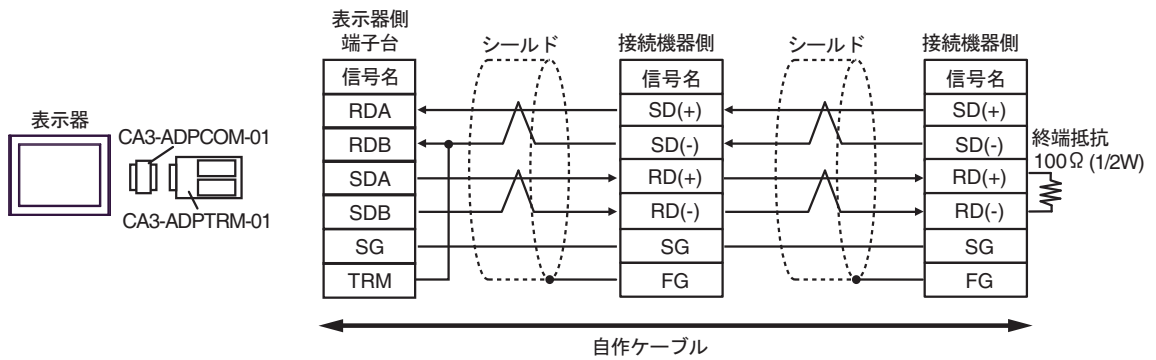 表示器
CA3-ADPCOM-01
CA3-ADPTRM-01
表示器側
端子台
信号名
RDA
RDB
SDA
SDB
SG
TRM
シールド
接続機器側
信号名
SD(+)
SD(-)
RD(+)
RD(-)
SG
FG
シールド
接続機器側
信号名
SD(+)
SD(-)
RD(+)
RD(-)
SG
FG
終端抵抗
100Ω (1/2W)
自作ケーブル